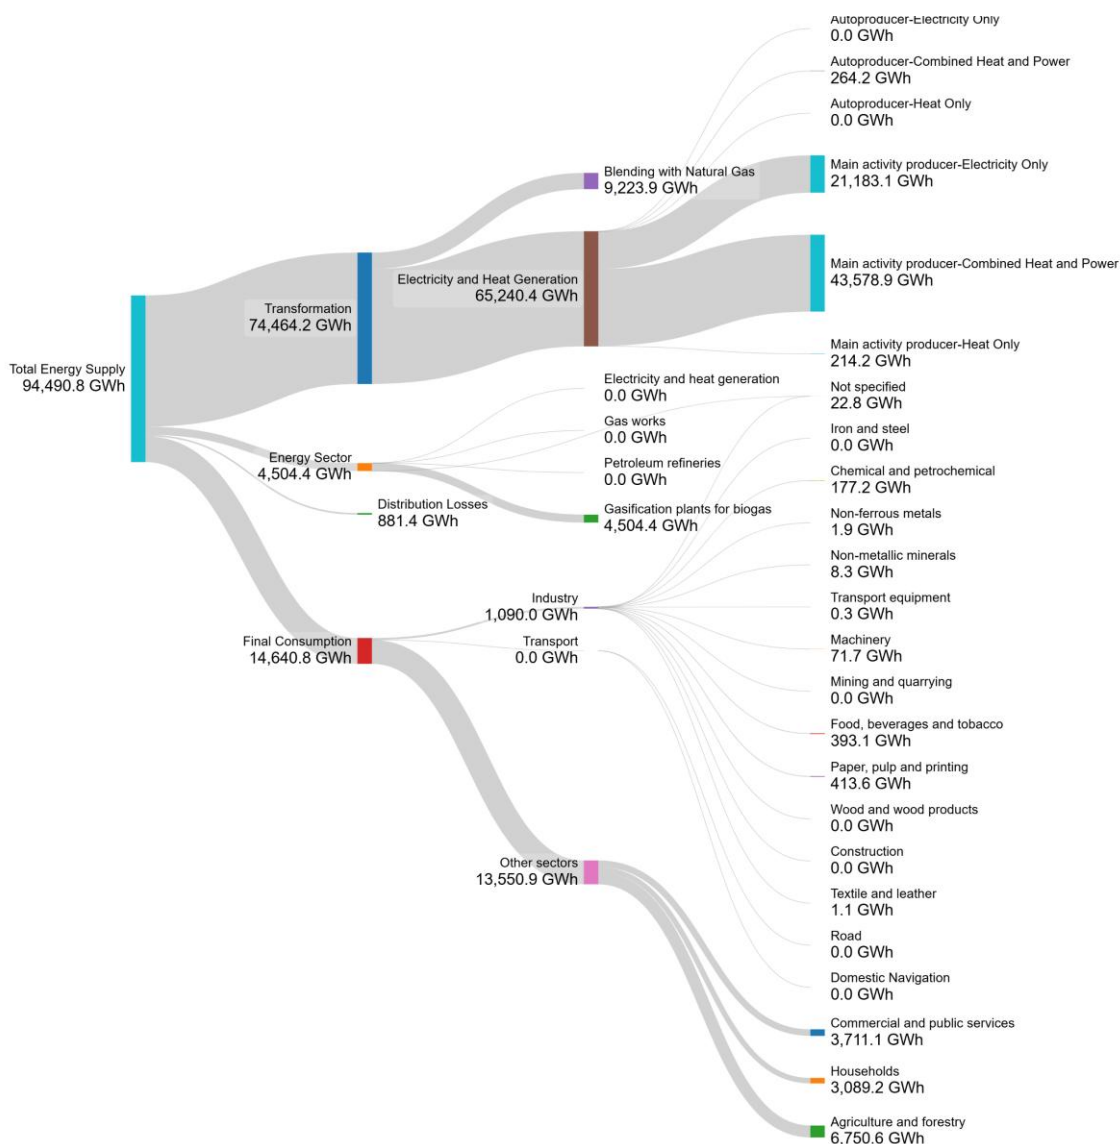 Autoproducer-Electricity Only
0.0 GWh
Autoproducer-Combined Heat and Power
264.2 GWh
Autoproducer-Heat Only
0.0 GWh
Blending with Natural Gas
9,223.9 GWh
Main activity producer-Electricity Only
21,183.1 GWh
Main activity producer-Combined Heat and Power
43,578.9 GWh
Electricity and Heat Generation
65,240.4 GWh
Transformation
74,464.2 GWh
Total Energy Supply
94,490.8 GWh
Main activity producer-Heat Only
214.2 GWh
Electricity and heat generation
0.0 GWh
Not specified
22.8 GWh
Gas works
0.0 GWh
Iron and steel
0.0 GWh
Energy Sector
4,504.4 GWh
Petroleum refineries
0.0 GWh
Chemical and petrochemical
177.2 GWh
Distribution Losses
881.4 GWh
Gasification plants for biogas
4,504.4 GWh
Non-ferrous metals
1.9 GWh
Non-metallic minerals
8.3 GWh
Industry
1,090.0 GWh
Transport equipment
0.3 GWh
Final Consumption
14,640.8 GWh
Transport
0.0 GWh
Machinery
71.7 GWh
Mining and quarrying
0.0 GWh
Food, beverages and tobacco
393.1 GWh
Paper, pulp and printing
413.6 GWh
Wood and wood products
0.0 GWh
Construction
0.0 GWh
Other sectors
13,550.9 GWh
Textile and leather
1.1 GWh
Road
0.0 GWh
Domestic Navigation
0.0 GWh
Commercial and public services
3,711.1 GWh
Households
3,089.2 GWh
Agriculture and forestry
6,750.6 GWh